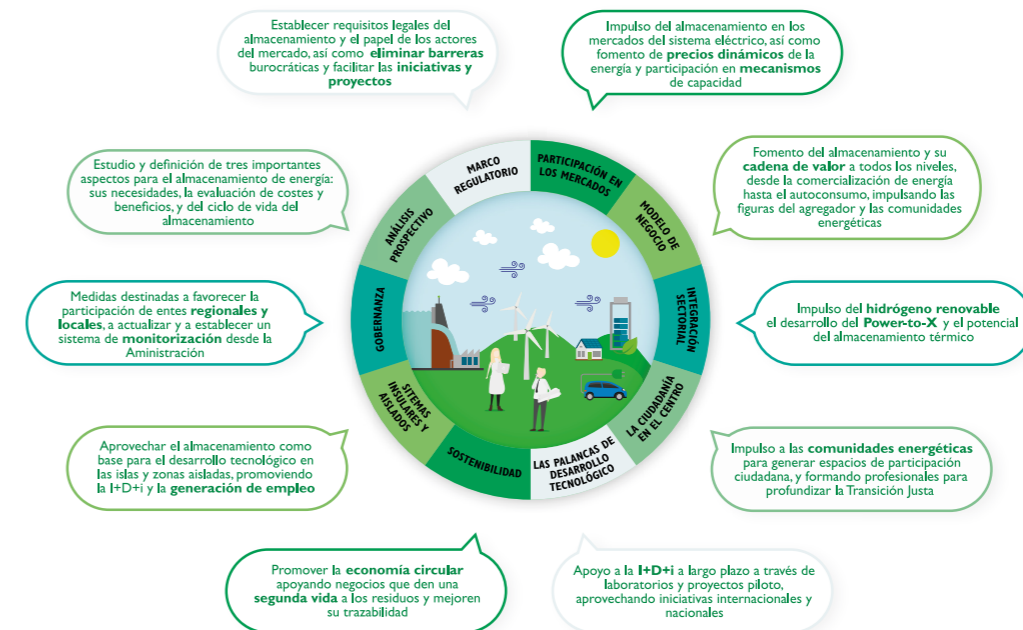 Establecer requisitos legales del
almacenamiento y el papel de los actores
del mercado, así como eliminar barreras
burocráticas y facilitar las iniciativas y
proyectos
Impulso del almacenamiento en los
mercados del sistema eléctrico, así como
fomento de precios dinámicos de la
energía y participación en mecanismos
de capacidad
Estudio y definición de tres importantes
aspectos para el almacenamiento de energía:
sus necesidades, la evaluación de costes y
beneficios, y del ciclo de vida del
almacenamiento
Fomento del almacenamiento y su
cadena de valor a todos los niveles,
desde la comercialización de energía
hasta el autoconsumo, impulsando las
figuras del agregador y las comunidades
energéticas
Medidas destinadas a favorecer la
participación de entes regionales y
locales, a actualizar y a establecer un
sistema de monitorización desde la
Aministración
Impulso del hidrógeno renovable
el desarrollo del Power-to-X y el potencial
del almacenamiento térmico
Aprovechar el almacenamiento como
base para el desarrollo tecnológico en
las islas y zonas aisladas, promoviendo
la I+D+i y la generación de empleo
Impulso a las comunidades energéticas
para generar espacios de participación
ciudadana, y formando profesionales para
profundizar la Transición Justa
Promover la economía circular
apoyando negocios que den una
segunda vida a los residuos y mejoren
su trazabilidad
Apoyo a la I+D+i a largo plazo a través de
laboratorios y proyectos piloto,
aprovechando iniciativas internacionales y
nacionales
MARCO
REGULATORIO
PARTICIPACIÓN EN
LOS MERCADOS
MODELO DE
NEGOCIO
INTEGRACIÓN
SECTORIAL
LA CIUDADANÍA
EN EL CENTRO
LAS PALANCAS DE
DESARROLLO
TECNOLÓGICO
SOSTENIBILIDAD
SITEMAS
INSULARES Y
AISLADOS
GOBERNANZA
ANÁLISIS
PROSPECTIVO